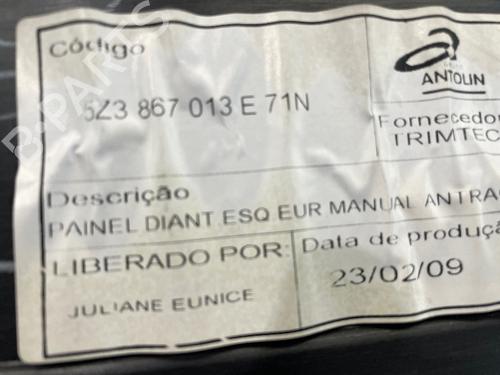 Código
5Z3 867 013 E 71N
ANTOLIN
Fornecedor
TRIMTEC
Descrição
PAINEL DIANT ESQ EUR MANUAL ANTRA
LIBERADO POR:
JULIANE EUNICE
Data de produçã
23/02/09
B-PARTS